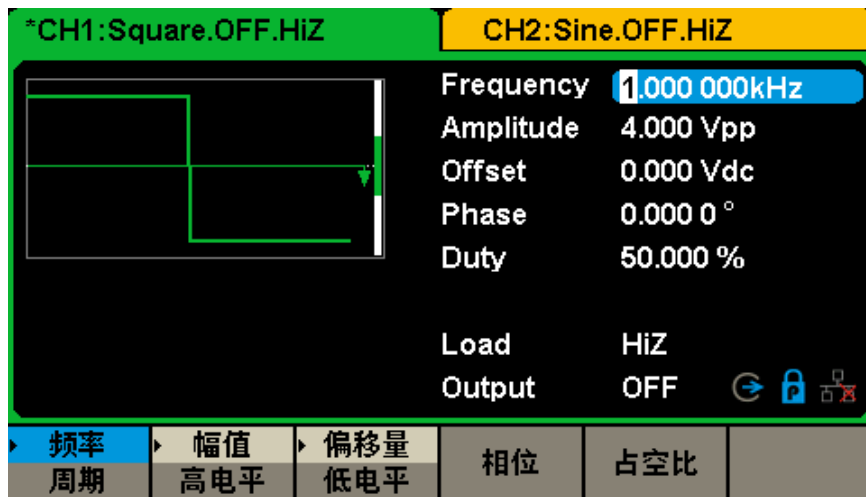 *CH1:Square.OFF.HiZ
CH2:Sine.OFF.HiZ
Frequency 1.000 000kHz
Amplitude 4.000 Vpp
Offset 0.000 Vdc
Phase 0.000 0 °
Duty 50.000 %
Load HiZ
Output OFF
P
频率 幅值 偏移量
相位 占空比
周期 高电平 低电平